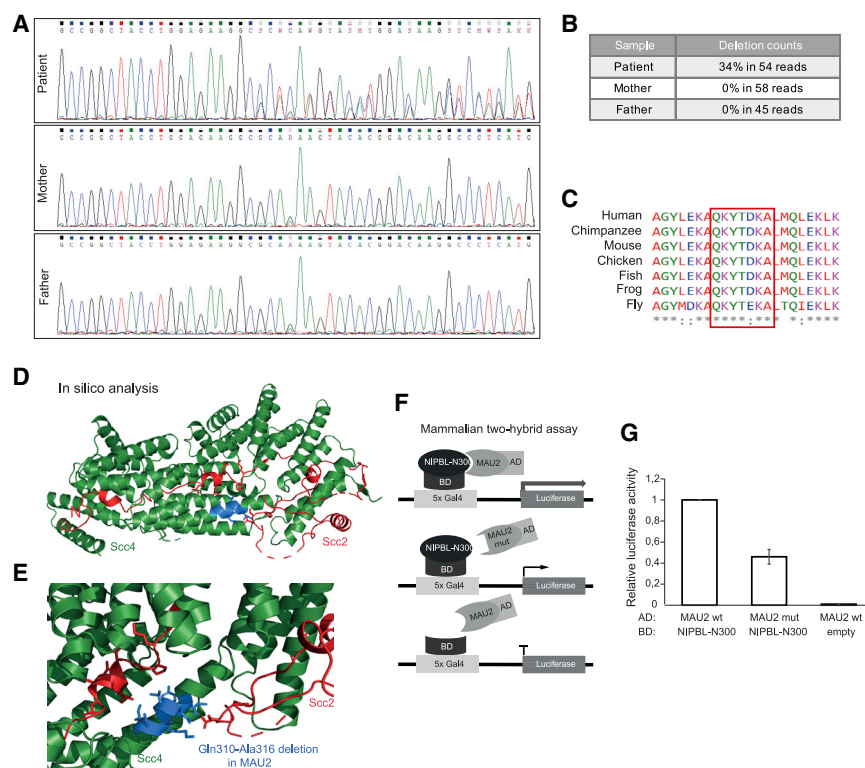 A
Patient
GCCGGCTACCTGGAGAAGG
Mother
Father
B
Sample Deletion counts
Patient 34% in 54 reads
Mother 0% in 58 reads
Father 0% in 45 reads
C
Human AGYLEKAQKYTDKALMQLEKLK
Chimpanzee AGYLEKAQKYTDKALMQLEKLK
Mouse AGYLEKAQKYTDKALMQLEKLK
Chicken AGYLEKAQKYTDKALMQLEKLK
Fish AGYLEKAQKYTDKALMQLEKLK
Frog AGYLEKAQKYTDKALMQLEKLK
Fly AGYMDKAQKYTEKALTQIEKLK
***::******:*** *:****
D
In silico analysis
Scc4
Scc2
E
Scc2
Scc4
Gln310-Ala316 deletion
in MAU2
F
Mammalian two-hybrid assay
NIPBL-N300 MAU2 AD
BD
5x Gal4 Luciferase
NIPBL-N300 MAU2 mut AD
BD
5x Gal4 Luciferase
MAU2 AD
BD
5x Gal4 Luciferase
G
Relative luciferase acitvity
1,2
1
0,8
0,6
0,4
0,2
0
AD: MAU2 wt MAU2 mut MAU2 wt
BD: NIPBL-N300 NIPBL-N300 empty